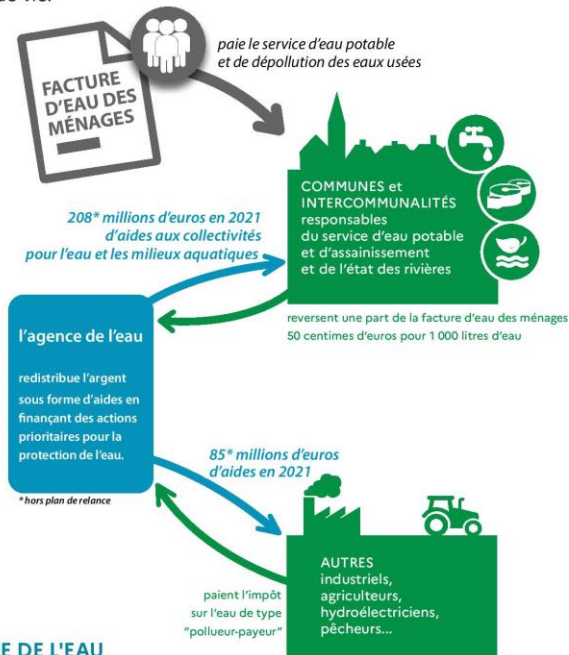 paie le service d'eau potable
et de dépollution des eaux usées
FACTURE
D'EAU DES
MÉNAGES
COMMUNES et
INTERCOMMUNALITÉS
responsables
du service d'eau potable
et d'assainissement
et de l'état des rivières
208* millions d'euros en 2021
d'aides aux collectivités
pour l'eau et les milieux aquatiques
reversent une part de la facture d'eau des ménages
50 centimes d'euros pour 1 000 litres d'eau
l'agence de l'eau
redistribue l'argent
sous forme d'aides en
finançant des actions
prioritaires pour la
protection de l'eau.
* hors plan de relance
85* millions d'euros
d'aides en 2021
AUTRES
industriels,
agriculteurs,
hydroélectriciens,
pêcheurs...
paient l'impôt
sur l'eau de type
"pollueur-payeur"
E DE L'EAU